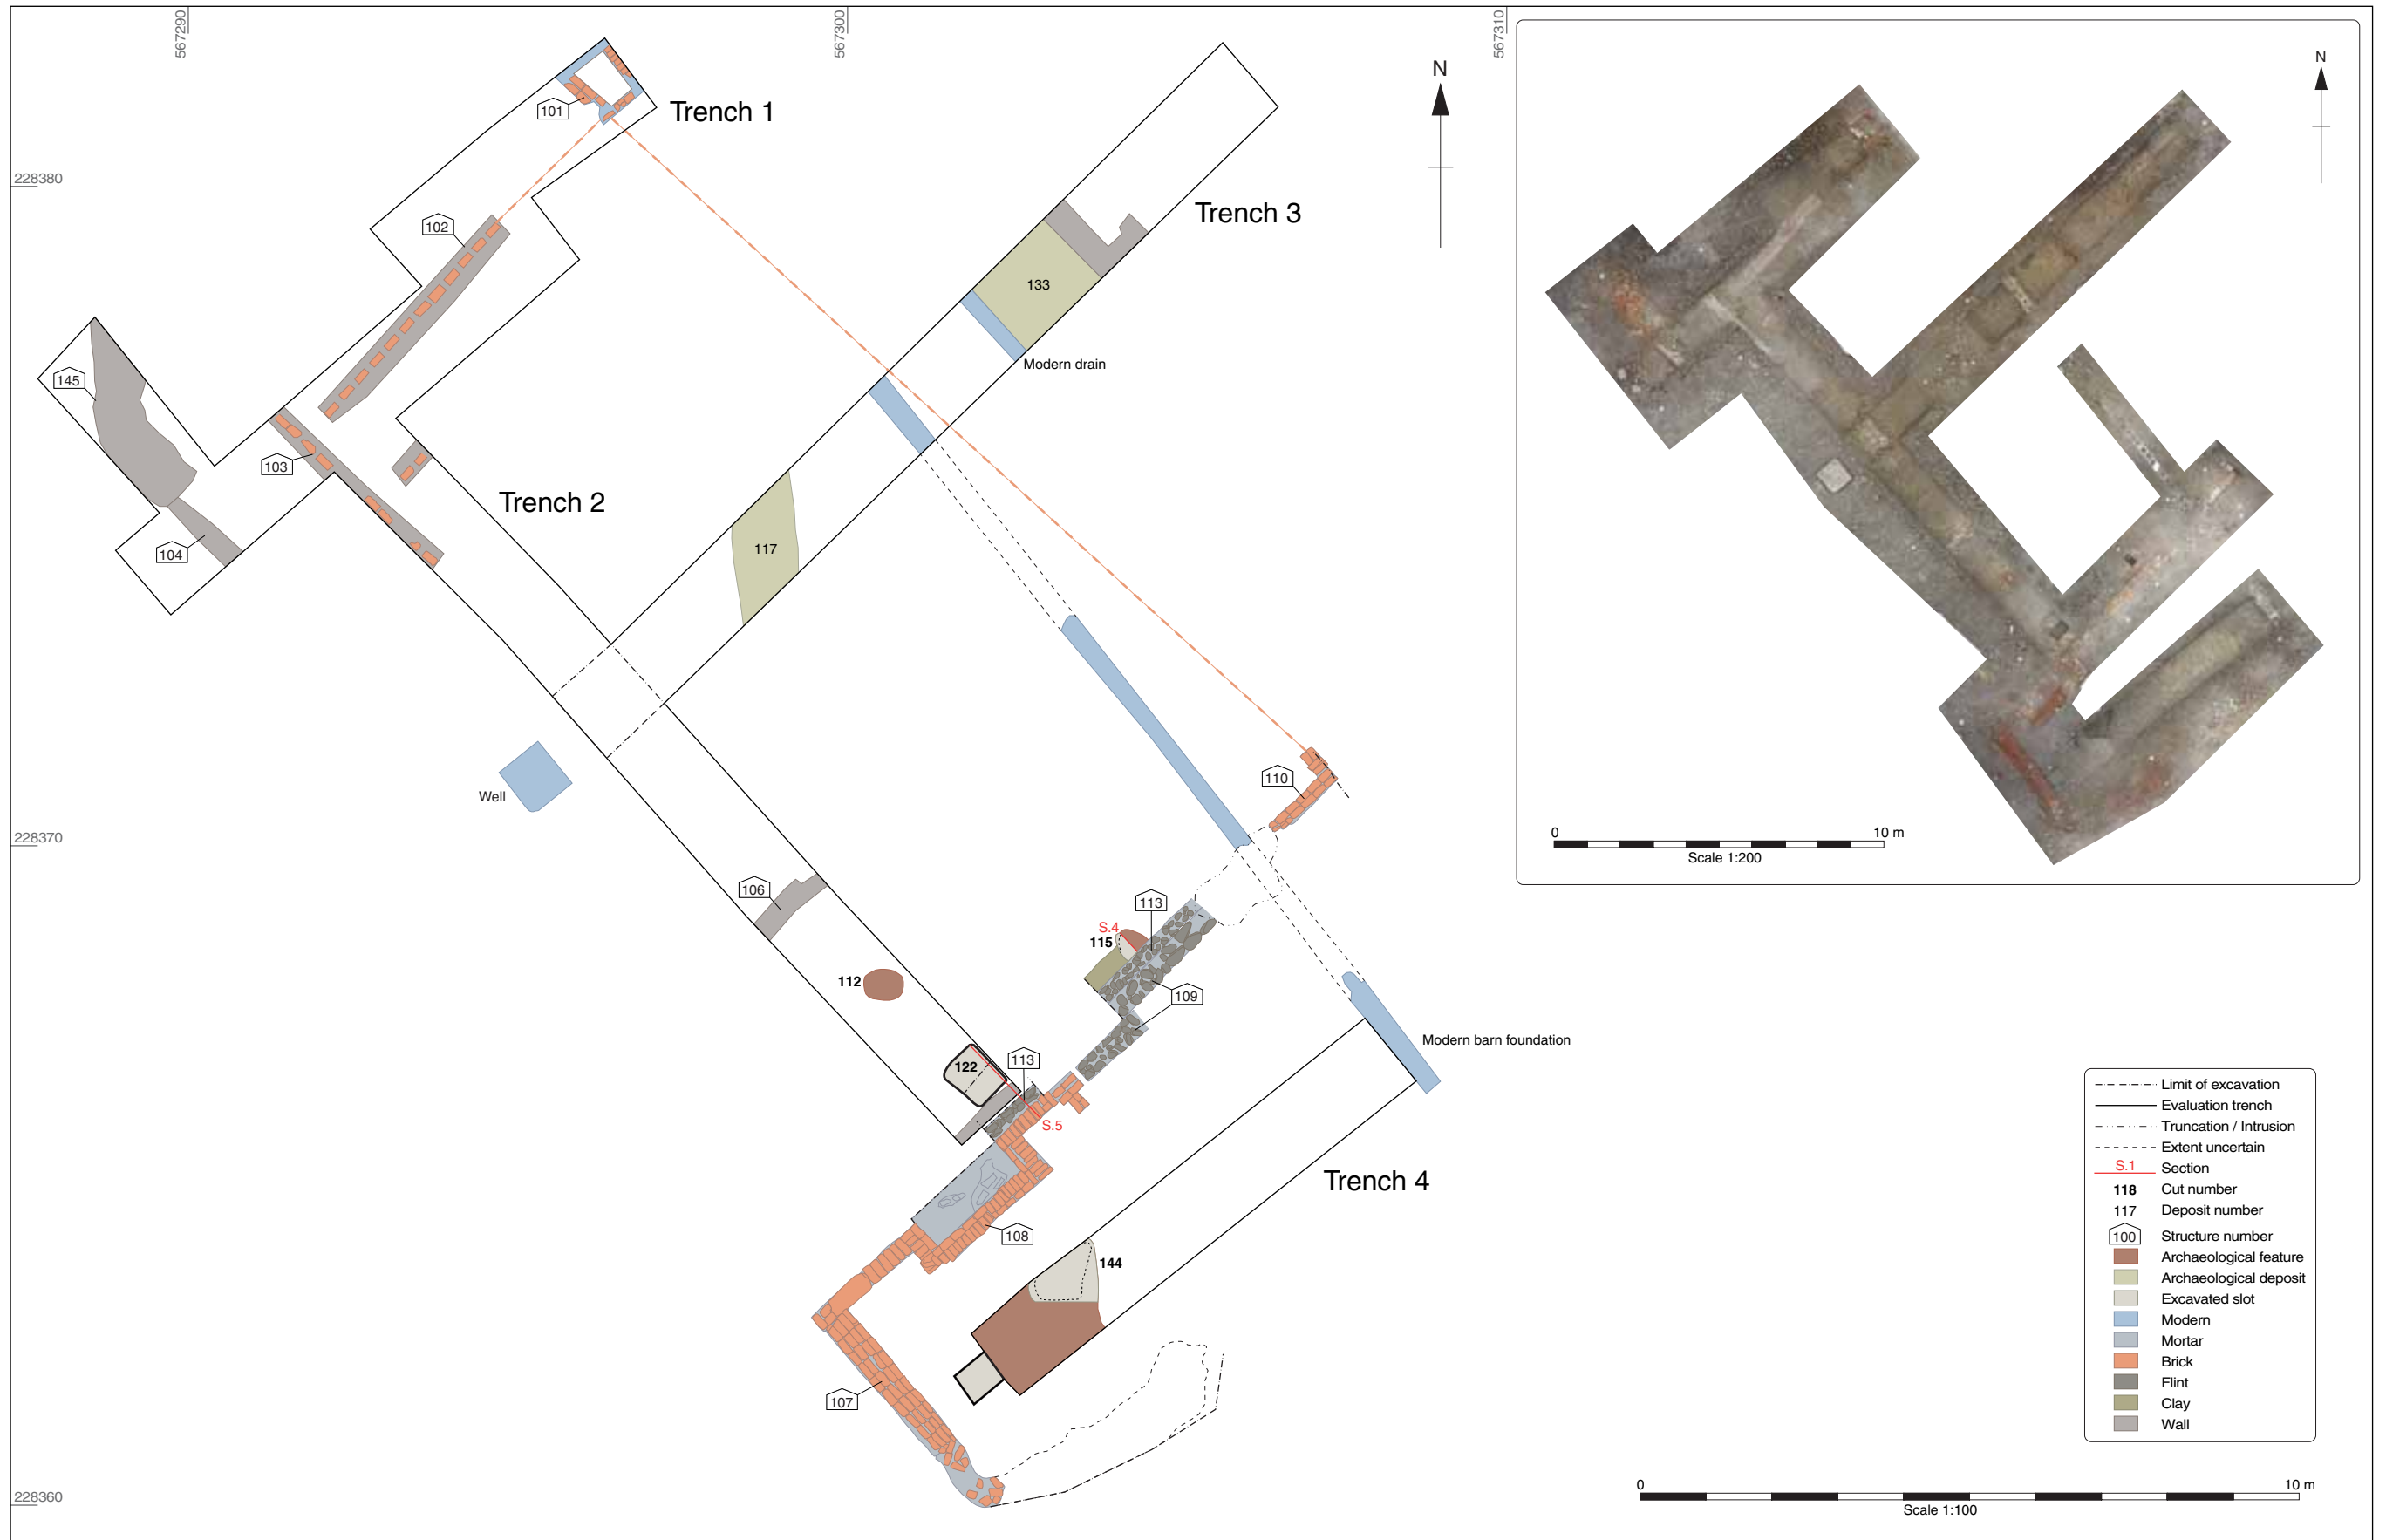 567290
567300
567310
228380
228370
228360
N
Trench 1
101
102
Trench 3
133
Modern drain
145
103
104
Trench 2
117
Well
110
106
113
S.4
115
112
109
122
113
S.5
Modern barn foundation
108
Trench 4
144
107
N
0
10 m
Scale 1:200
Limit of excavation
Evaluation trench
Truncation / Intrusion
Extent uncertain
S.1 Section
118 Cut number
117 Deposit number
100 Structure number
Archaeological feature
Archaeological deposit
Excavated slot
Modern
Mortar
Brick
Flint
Clay
Wall
0
10 m
Scale 1:100